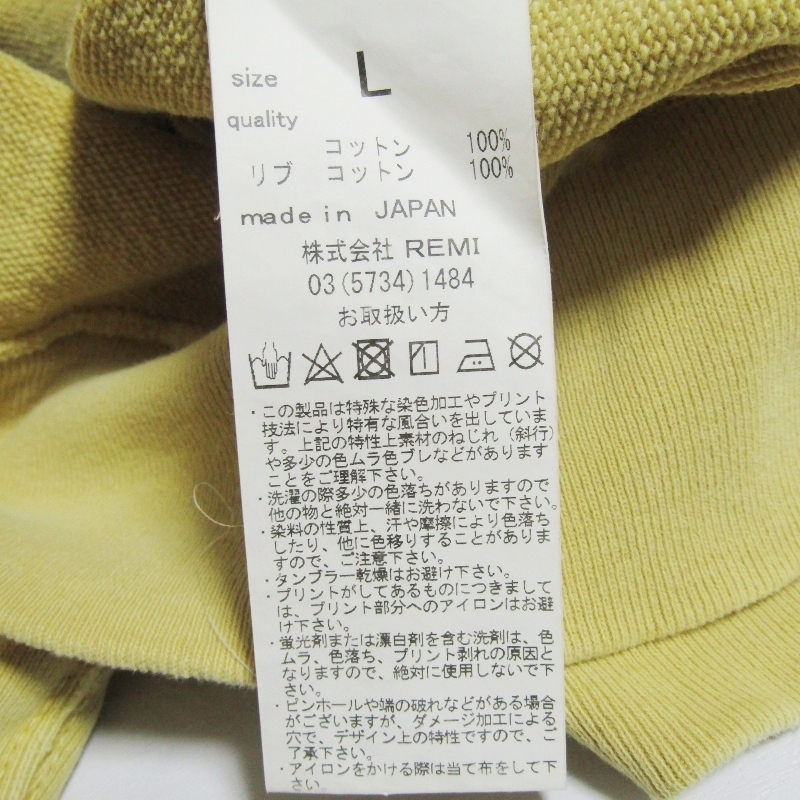 size L
quality
コットン 100%
リブ コットン 100%
made in JAPAN
株式会社 REMI
03(5734)1484
お取扱い方
・この製品は特殊な染色加工やプリント
技法により特有な風合いを出していま
す。上記の特性上素材のねじれ（斜行）
や多少の色ムラ色ブレなどがあります
ことをご理解下さい。
・洗濯の際多少の色落ちがありますので
他の物と絶対一緒に洗わないで下さい。
・染料の性質上、汗や摩擦により色落ち
したり、他に色移りすることがありま
すので、ご注意下さい。
・タンブラー乾燥はお避け下さい。
・プリントがしてあるものにつきまして
は、プリント部分へのアイロンはお避
け下さい。
・蛍光剤または漂白剤を含む洗剤は、色
ムラ、色落ち、プリント剥れの原因と
なりますので、絶対に使用しないで下
さい。
・ピンホールや端の破れなどがある場合
がございますが、ダメージ加工による
穴で、デザイン上の特性ですので、ご
了承下さい。
・アイロンをかける際は当て布をして下
さい。